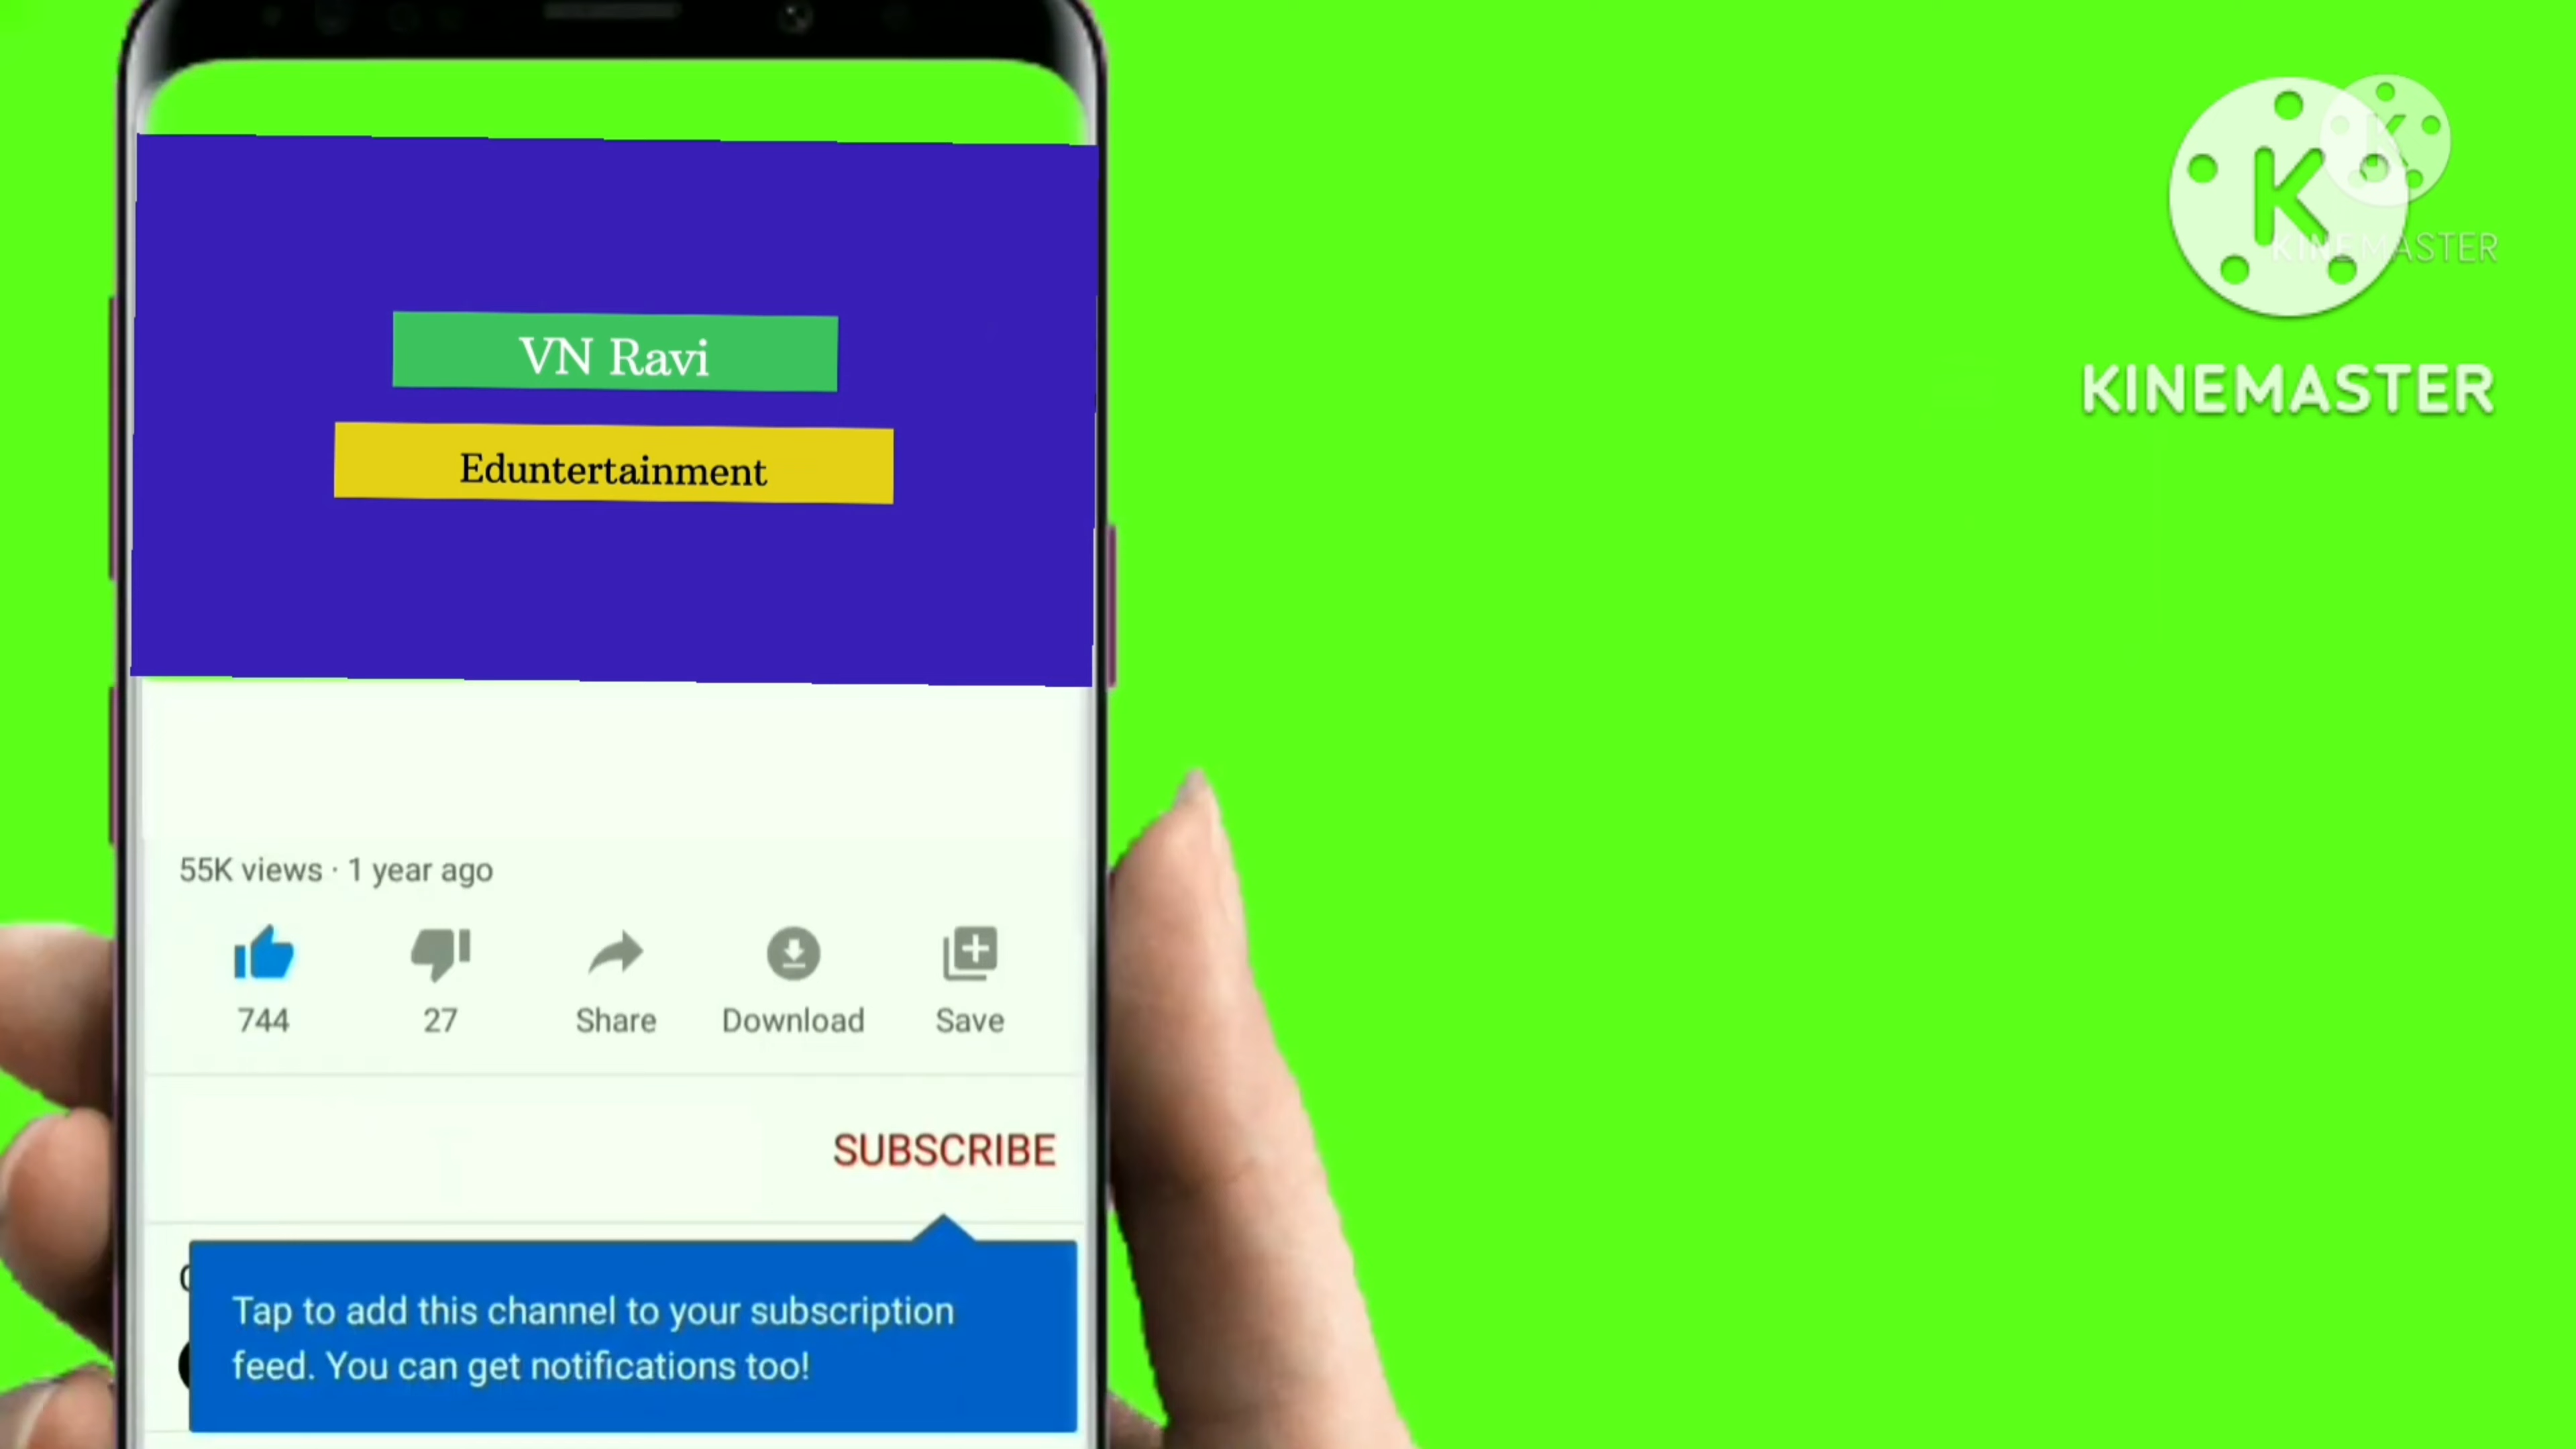 VN Ravi
Eduntertainment
55K views · 1 year ago
744
27
Share
Download
Save
SUBSCRIBE
Tap to add this channel to your subscription
feed. You can get notifications too!
K
K
KINEMASTER
KINEMASTER